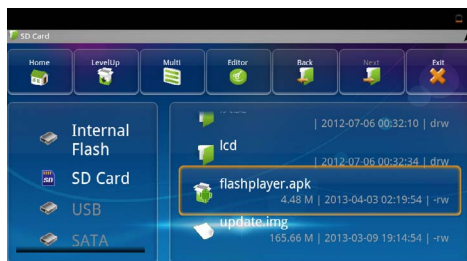 SD Card
Home LevelUp Multi Editor Back Next Exit
| 2012-07-06 00:32:10 | drw
Internal
Flash
SD Card
USB
SATA
lcd
| 2012-07-06 00:32:34 | drw
flashplayer.apk
4.48 M | 2013-04-03 02:19:54 | -rw
update.img
165.66 M | 2013-03-09 19:14:54 | -rw